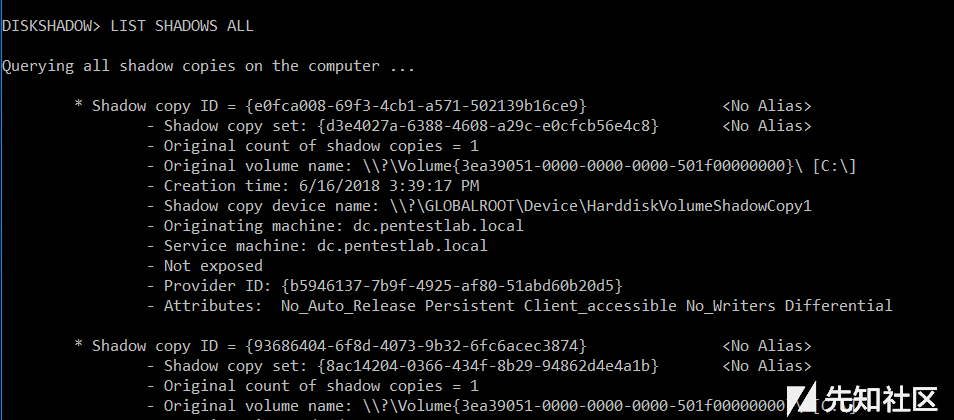 DISKSHADOW> LIST SHADOWS ALL
Querying all shadow copies on the computer ...
* Shadow copy ID = {e0fca008-69f3-4cb1-a571-502139b16ce9} <No Alias>
- Shadow copy set: {d3e4027a-6388-4608-a29c-e0cfcb56e4c8} <No Alias>
- Original count of shadow copies = 1
- Original volume name: \\?\Volume{3ea39051-0000-0000-0000-501f00000000}\ [C:\]
- Creation time: 6/16/2018 3:39:17 PM
- Shadow copy device name: \\?\GLOBALROOT\Device\HarddiskVolumeShadowCopy1
- Originating machine: dc.pentestlab.local
- Service machine: dc.pentestlab.local
- Not exposed
- Provider ID: {b5946137-7b9f-4925-af80-51abd60b20d5}
- Attributes:  No_Auto_Release Persistent Client_accessible No_Writers Differential
* Shadow copy ID = {93686404-6f8d-4073-9b32-6fc6acec3874} <No Alias>
- Shadow copy set: {8ac14204-0366-434f-8b29-94862d4e4a1b} <No Alias>
- Original count of shadow copies = 1
- Original volume name: \\?\Volume{3ea39051-0000-0000-0000-501f00000000}\ [C:\]
先知社区